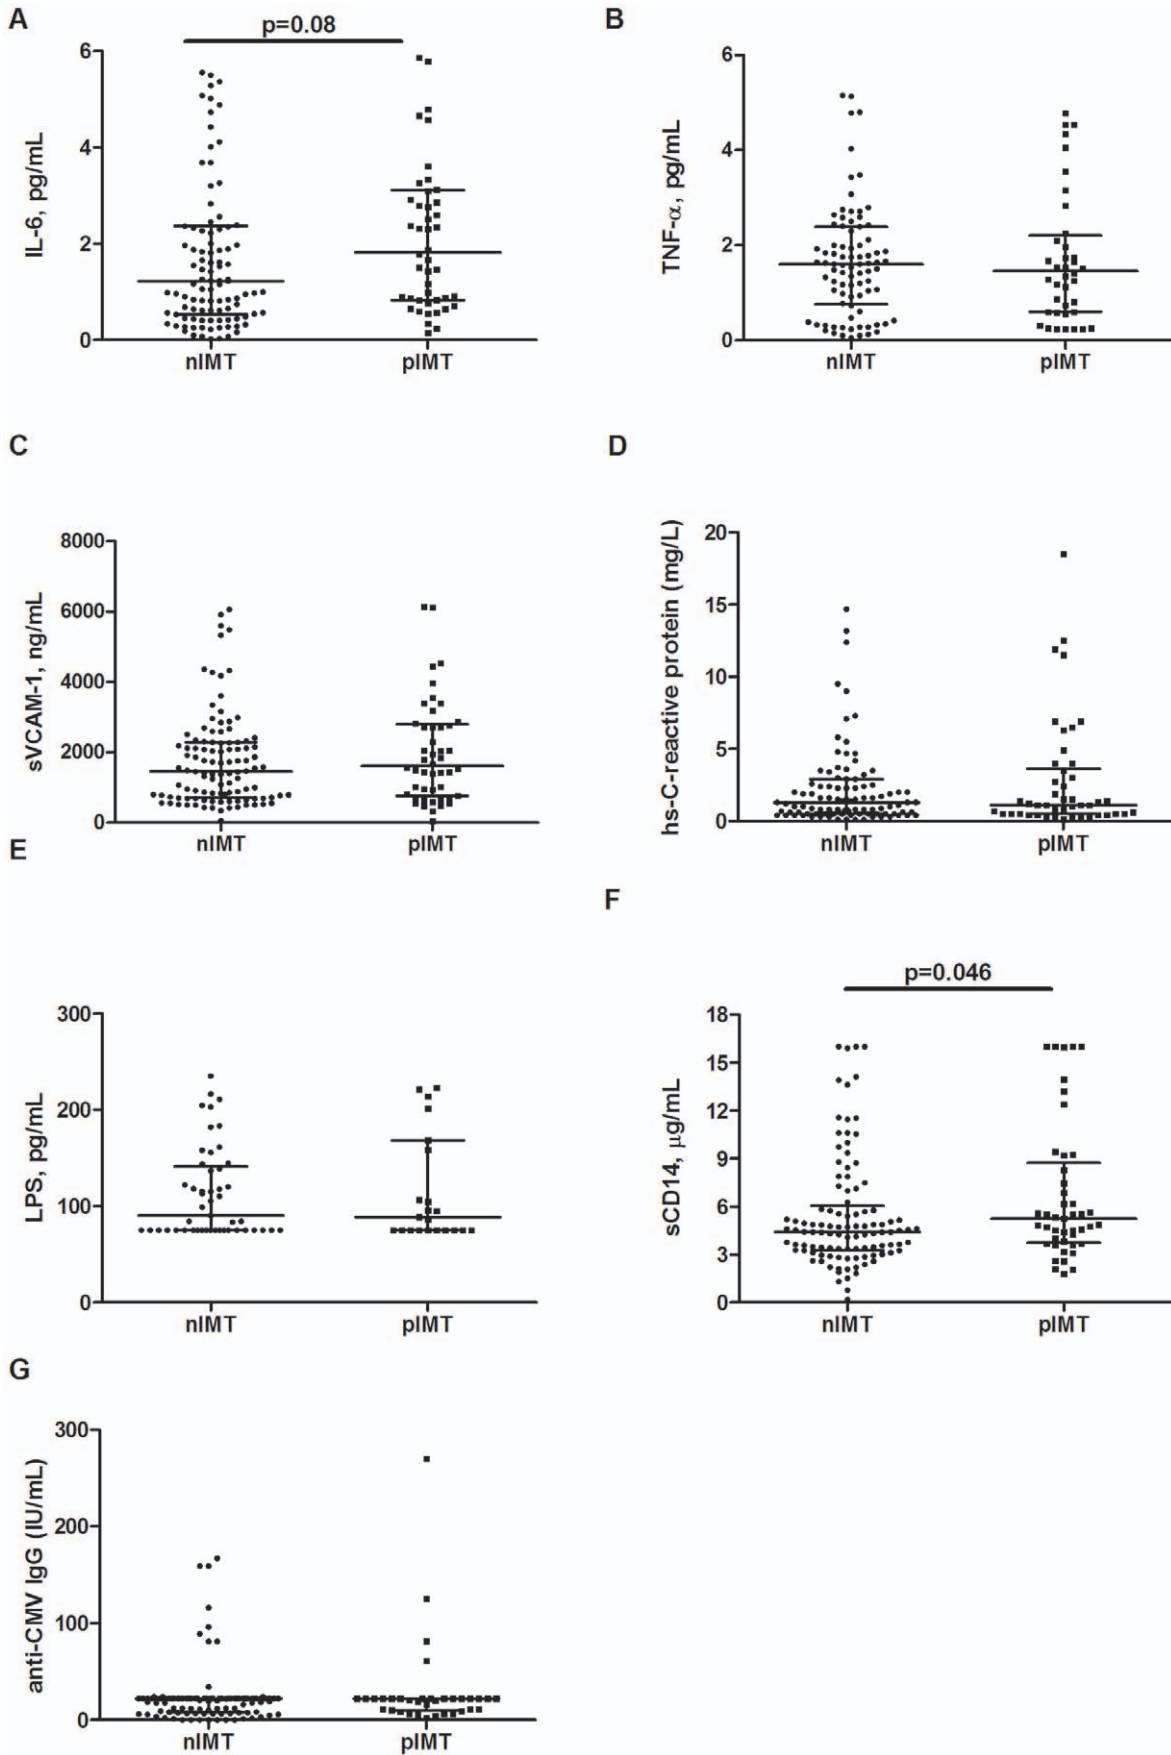 A
p=0.08
6
4
2
0
IL-6, pg/mL
nIMT
pIMT
B
6
4
2
0
TNF-α, pg/mL
nIMT
pIMT
C
8000
6000
4000
2000
0
sVCAM-1, ng/mL
nIMT
pIMT
D
20
15
10
5
0
hs-C-reactive protein (mg/L)
nIMT
pIMT
E
300
200
100
0
LPS, pg/mL
nIMT
pIMT
F
p=0.046
18
15
12
9
6
3
0
sCD14, μg/mL
nIMT
pIMT
G
300
200
100
0
anti-CMV IgG (IU/mL)
nIMT
pIMT